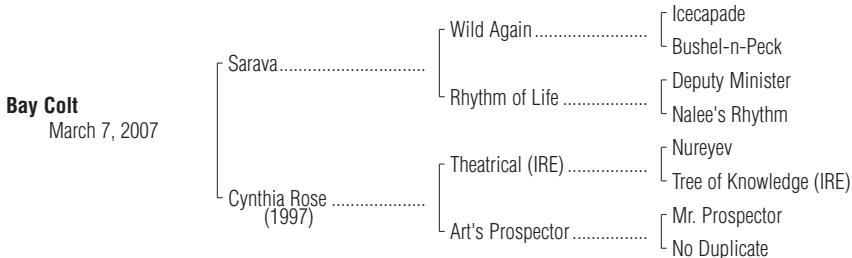 Bay Colt
March 7, 2007
Sarava
Cynthia Rose
(1997)
Wild Again
Rhythm of Life
Theatrical (IRE)
Art's Prospector
Icecapade
Bushel-n-Peck
Deputy Minister
Nalee's Rhythm
Nureyev
Tree of Knowledge (IRE)
Mr. Prospector
No Duplicate